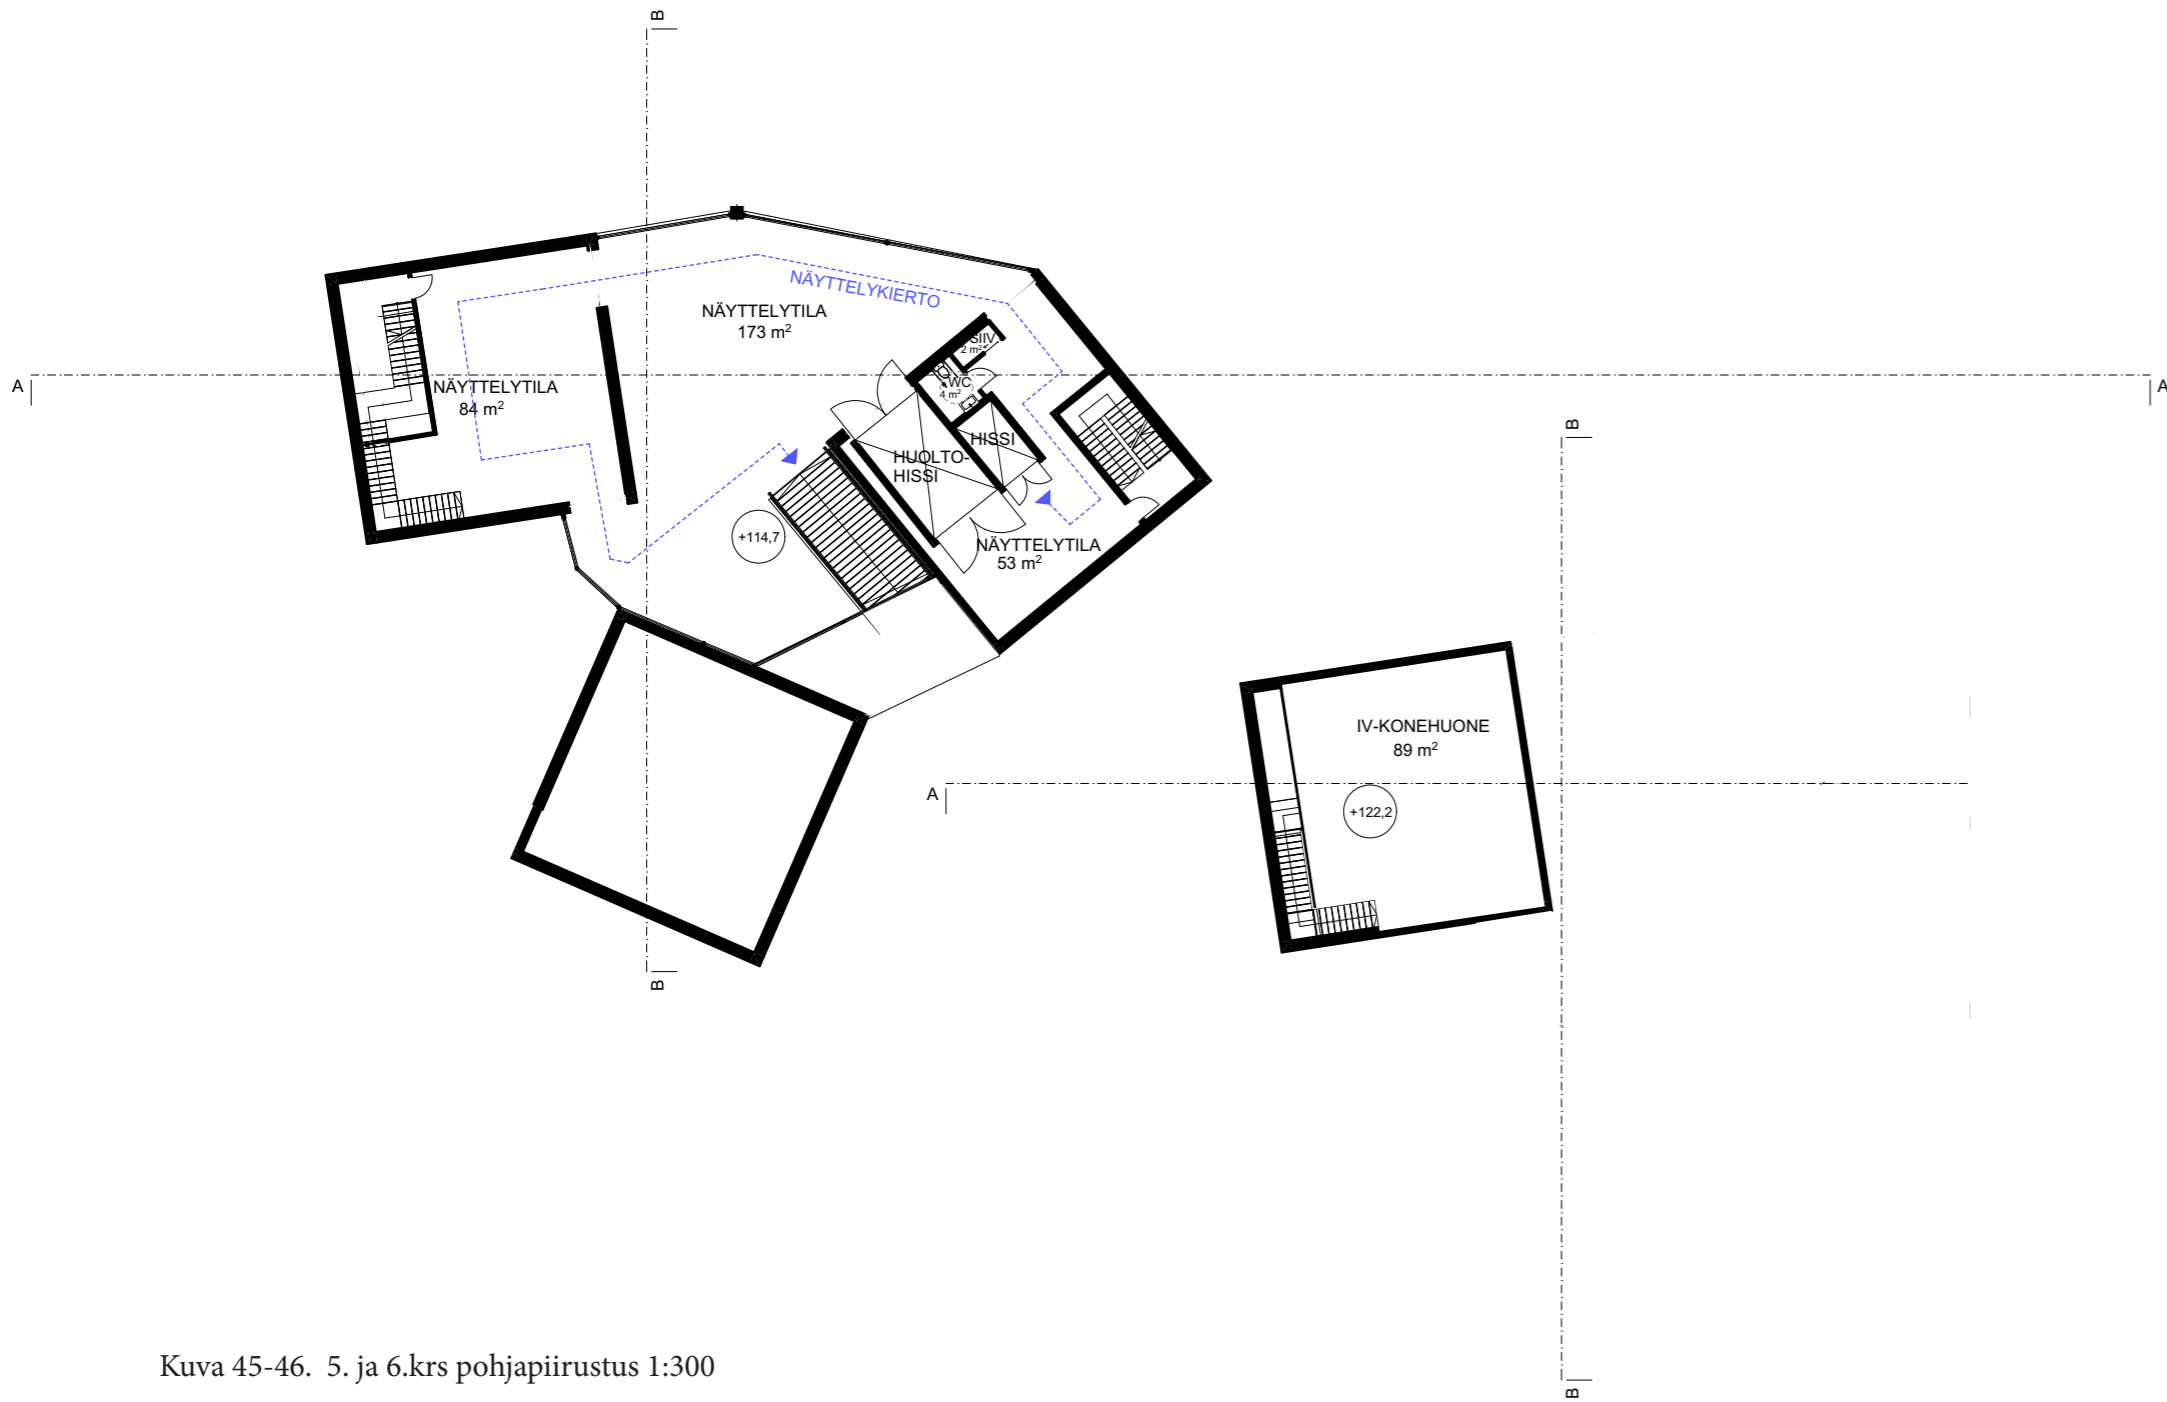 B
NÄYTTELYKIERTO
NÄYTTELYTILA
173 m²
SIIV.
2 m²
A
A
NÄYTTELYTILA
84 m²
WC
4 m²
HISSI
HUOLTO-
HISSI
+114,7
NÄYTTELYTILA
53 m²
B
B
IV-KONEHUONE
89 m²
A
+122,2
B
Kuva 45-46. 5. ja 6.krs pohjapiirustus 1:300